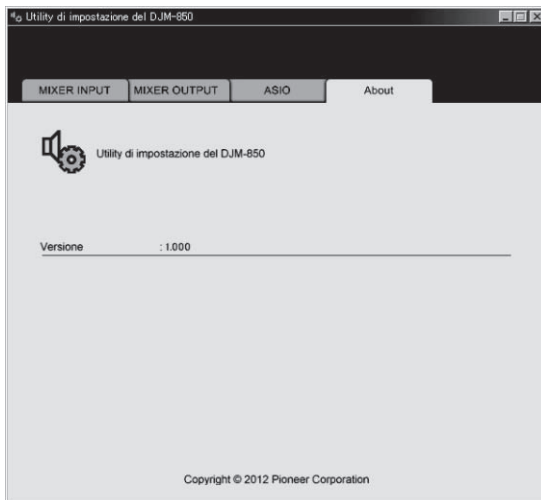 Utility di impostazione del DJM-850
MIXER INPUT MIXER OUTPUT ASIO About
Utility di impostazione del DJM-850
Versione : 1.000
Copyright © 2012 Pioneer Corporation